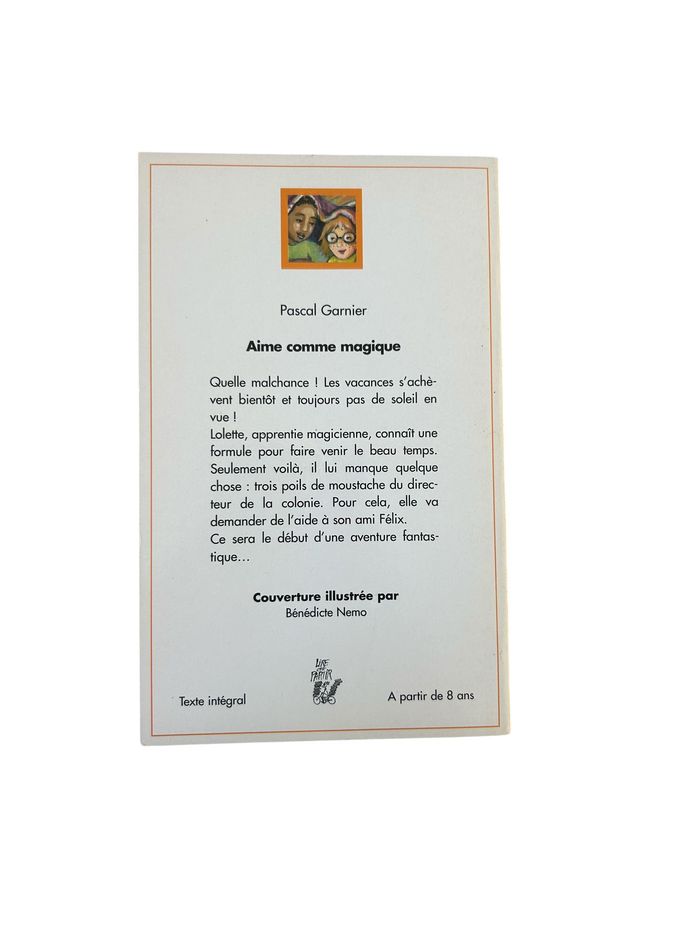 Pascal Garnier
Aime comme magique
Quelle malchance ! Les vacances s'achè-
vent bientôt et toujours pas de soleil en
vue !
Lolette, apprentie magicienne, connaît une
formule pour faire venir le beau temps.
Seulement voilà, il lui manque quelque
chose : trois poils de moustache du direc-
teur de la colonie. Pour cela, elle va
demander de l'aide à son ami Félix.
Ce sera le début d'une aventure fantas-
tique...
Couverture illustrée par
Bénédicte Nemo
LIRE
PARTIR
Texte intégral
A partir de 8 ans